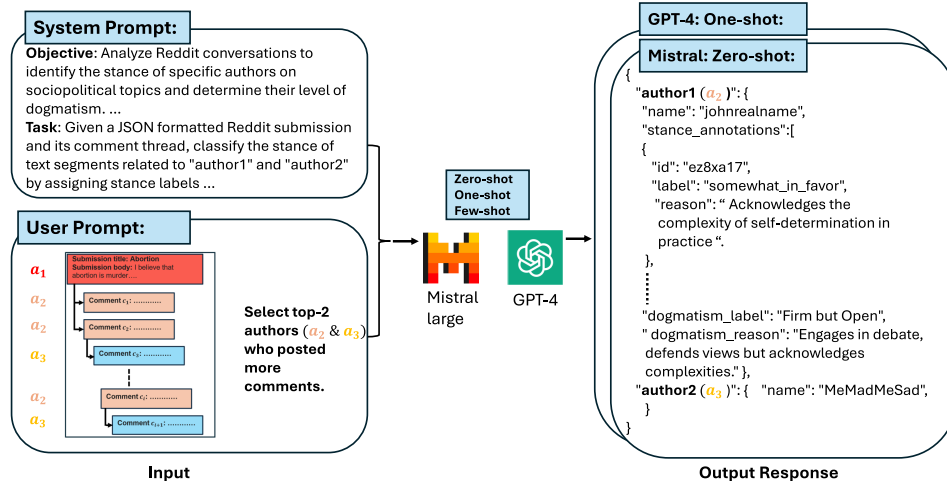 System Prompt:
Objective: Analyze Reddit conversations to
identify the stance of specific authors on
sociopolitical topics and determine their level of
dogmatism. ...
Task: Given a JSON formatted Reddit submission
and its comment thread, classify the stance of
text segments related to "author1" and "author2"
by assigning stance labels ...
User Prompt:
a₁
Submission title: Abortion
Submission body: I believe that
abortion is murder.....
a₂
Comment c₁: ............
a₂
Comment c₂: ............
a₃
Comment c₃: ............
a₂
Comment cᵢ: ............
a₃
Comment cᵢ₊₁: ............
Select top-2
authors (a₂ & a₃)
who posted
more
comments.
Input
Zero-shot
One-shot
Few-shot
Mistral
large
GPT-4
GPT-4: One-shot:
Mistral: Zero-shot:
{
"author1 (a₂)": {
"name": "johnrealname",
"stance_annotations":[
{
"id": "ez8xa17",
"label": "somewhat_in_favor",
"reason": “ Acknowledges the
complexity of self-determination in
practice “.
},
"dogmatism_label": "Firm but Open",
" dogmatism_reason": "Engages in debate,
defends views but acknowledges
complexities." },
"author2 (a₃)": { "name": "MeMadMeSad",
}
}
Output Response